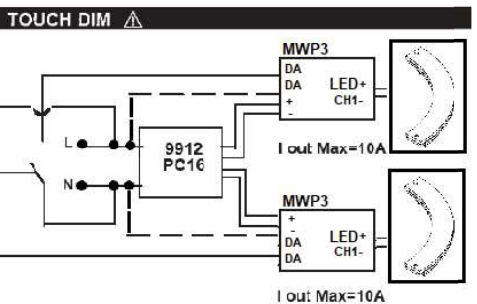 TOUCH DIM ⚠
MWP3
DA
DA
+
-
LED+
CH1-
I out Max=10A
L
N
9912
PC16
MWP3
+
-
DA
DA
LED+
CH1-
I out Max=10A